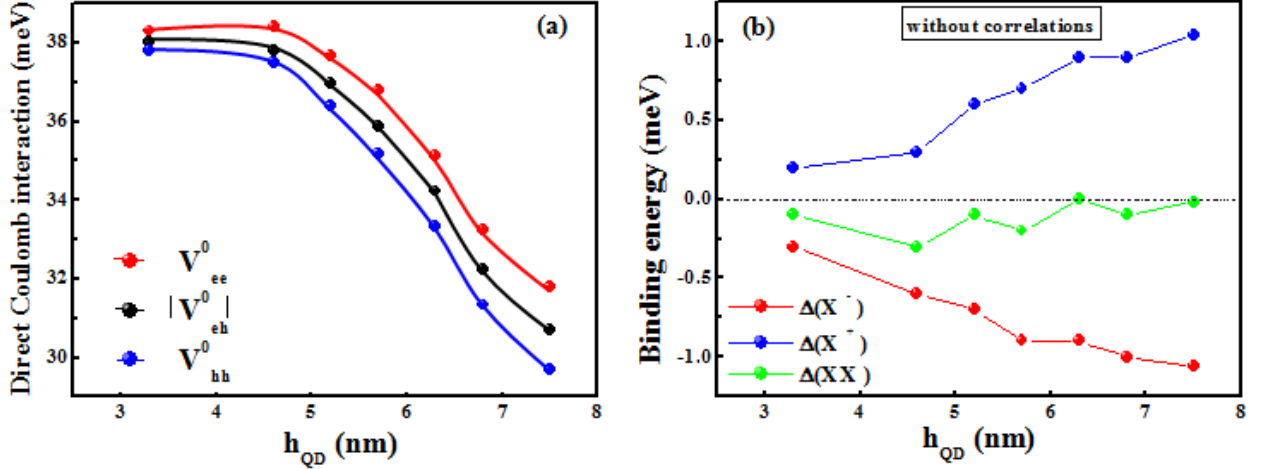 Direct Coulomb interaction (meV)
(a)
38
36
34
32
30
V⁰ₑₑ
|V⁰ₑₕ|
V⁰ₕₕ
3 4 5 6 7 8
h_QD (nm)
Binding energy (meV)
(b)
without correlations
1.0
0.5
0.0
-0.5
-1.0
Δ(X⁻)
Δ(X⁺)
Δ(XX)
3 4 5 6 7 8
h_QD (nm)